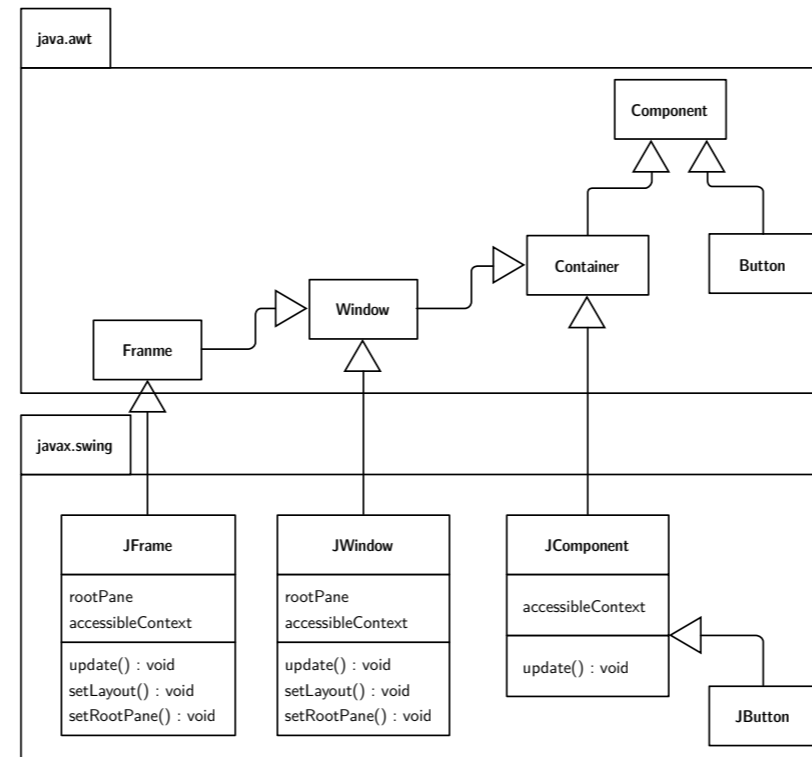 java.awt
Component
Container
Button
Window
Franme
javax.swing
JFrame
rootPane
accessibleContext
update() : void
setLayout() : void
setRootPane() : void
JWindow
rootPane
accessibleContext
update() : void
setLayout() : void
setRootPane() : void
JComponent
accessibleContext
update() : void
JButton